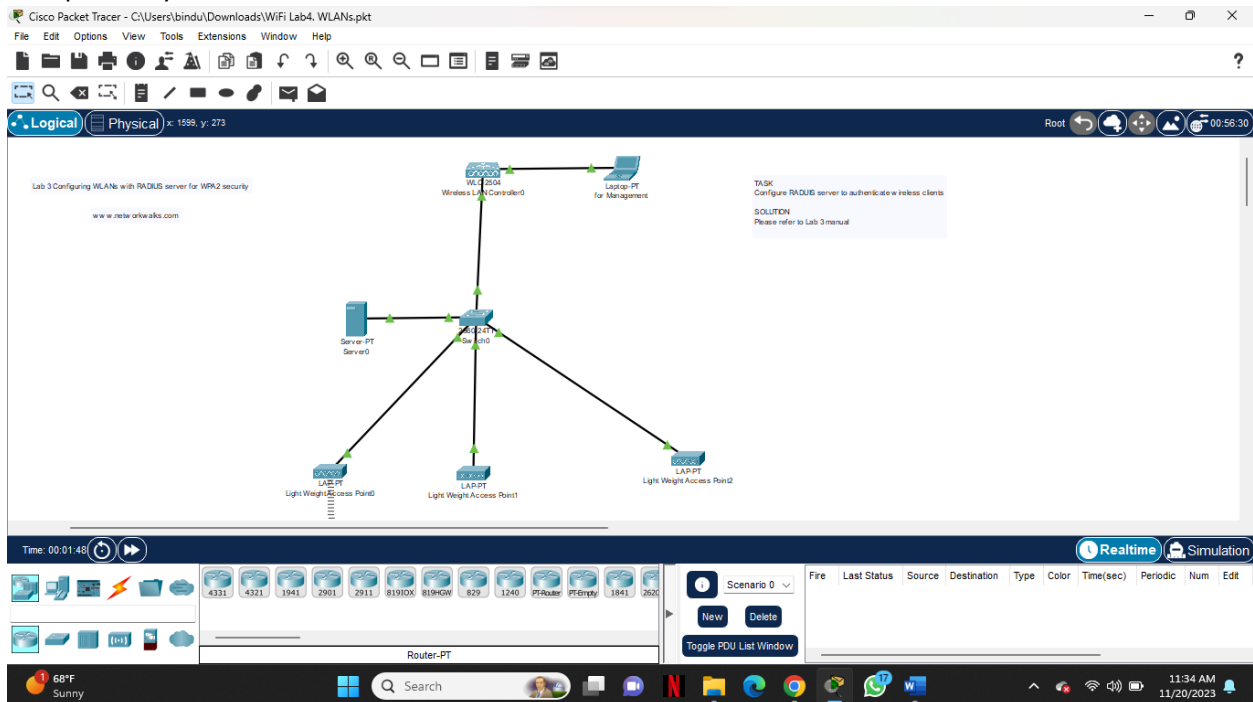 Cisco Packet Tracer - C:\Users\bindu\Downloads\WiFi Lab4. WLANs.pkt
File Edit Options View Tools Extensions Window Help
?
Logical Physical x: 1599, y: 273 Root 00:56:30
Lab 3 Configuring WLANs with RADIUS server for WPA2 security
www.networkwalks.com
WLC 2504
Wireless LAN Controller0
Laptop-PT
for Management
TASK
Configure RADUIS server to authenticate wireless clients
SOLUTION
Please refer to Lab 3 manual
Server-PT
Server0
2960 24TT
Switch0
LAP-PT
Light Weight Access Point0
LAP-PT
Light Weight Access Point1
LAP-PT
Light Weight Access Point2
Time: 00:01:48 Realtime Simulation
4331 4321 1941 2901 2911 819IOX 819HGW 829 1240 PT-Router PT-Empty 1841 2620
Router-PT
Scenario 0
New Delete
Toggle PDU List Window
Fire Last Status Source Destination Type Color Time(sec) Periodic Num Edit
1
68°F
Sunny
Search
17
11:34 AM
11/20/2023